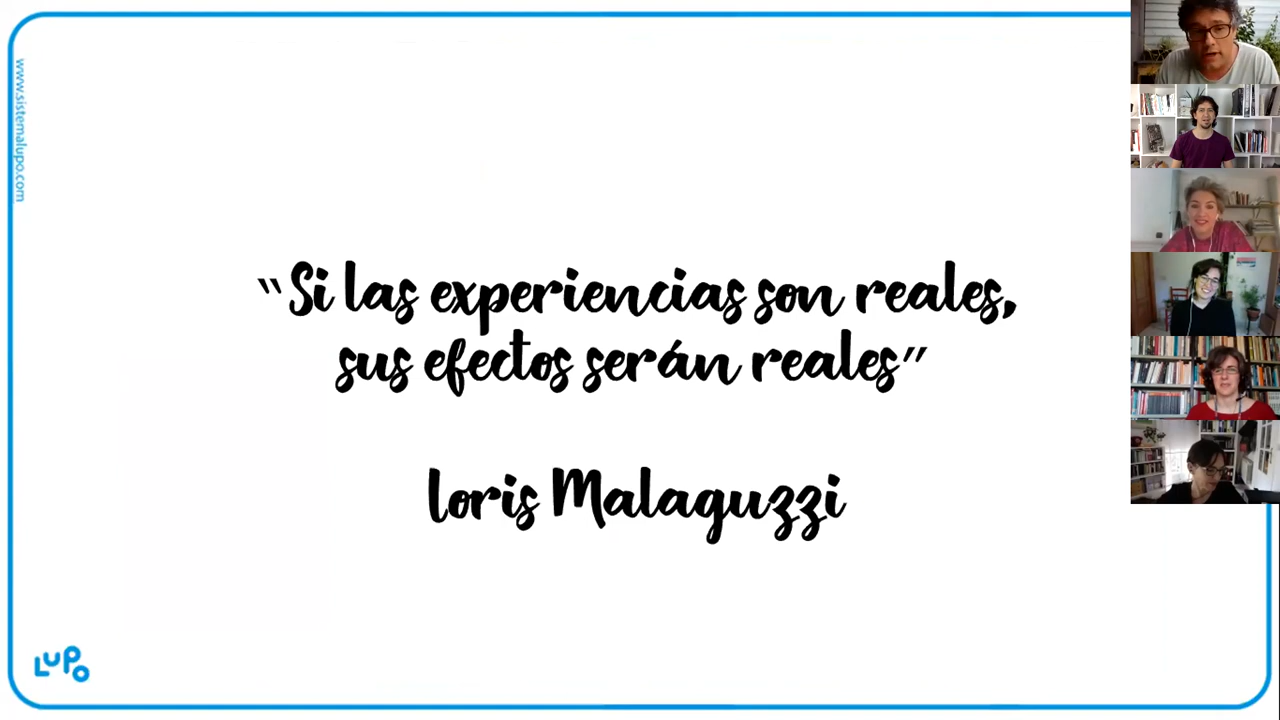 www.sistemalupo.com
“Si las experiencias son reales,
sus efectos serán reales”
Loris Malaguzzi
LUPO